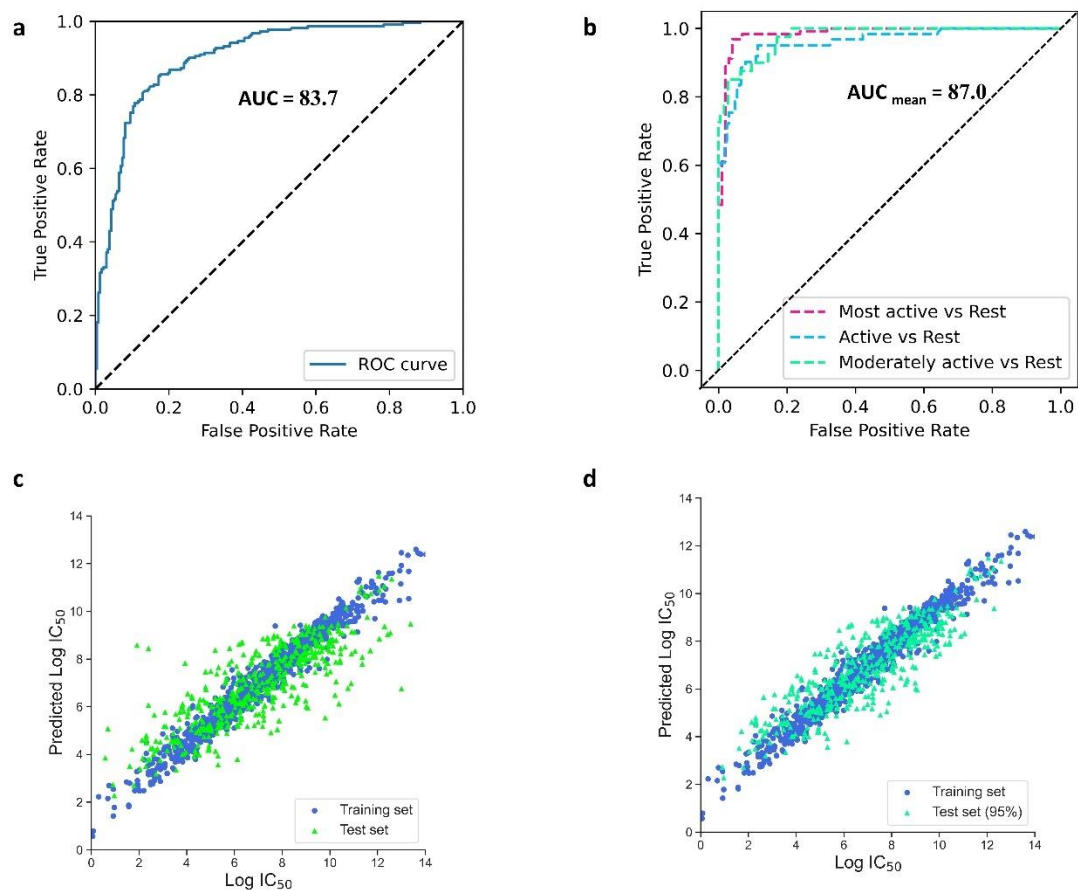 a
1.0
0.8
0.6
0.4
0.2
0.0
True Positive Rate
AUC = 83.7
ROC curve
0.0 0.2 0.4 0.6 0.8 1.0
False Positive Rate
b
1.0
0.8
0.6
0.4
0.2
0.0
True Positive Rate
AUC mean = 87.0
Most active vs Rest
Active vs Rest
Moderately active vs Rest
0.0 0.2 0.4 0.6 0.8 1.0
False Positive Rate
c
14
12
10
8
6
4
2
0
Predicted Log IC50
Training set
Test set
0 2 4 6 8 10 12 14
Log IC50
d
14
12
10
8
6
4
2
0
Predicted Log IC50
Training set
Test set (95%)
0 2 4 6 8 10 12 14
Log IC50